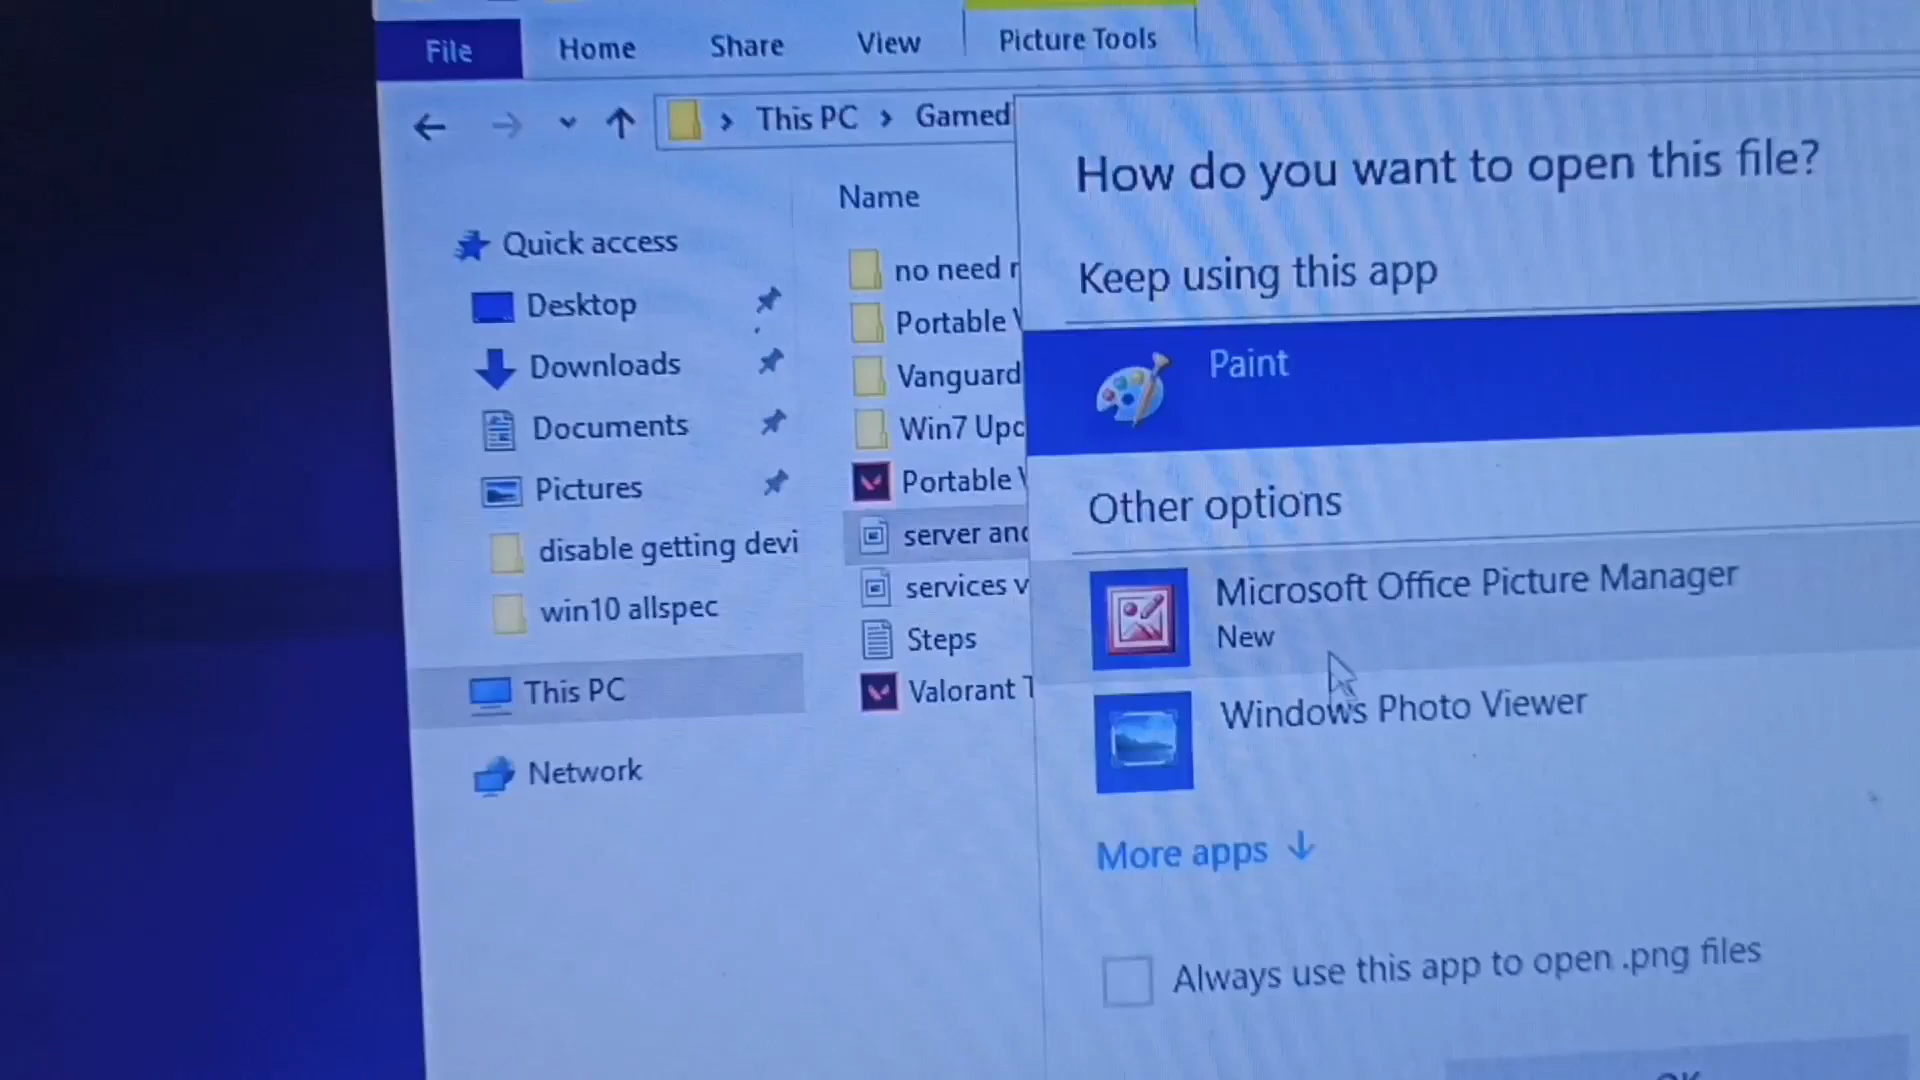 File Home Share View Picture Tools
> This PC > Gamed
Name
Quick access
Desktop
Downloads
Documents
Pictures
disable getting devi
win10 allspec
This PC
Network
no need
Portable
Vanguard
Win7 Upd
Portable
server and
services
Steps
Valorant
How do you want to open this file?
Keep using this app
Paint
Other options
Microsoft Office Picture Manager
New
Windows Photo Viewer
More apps
Always use this app to open .png files
OK